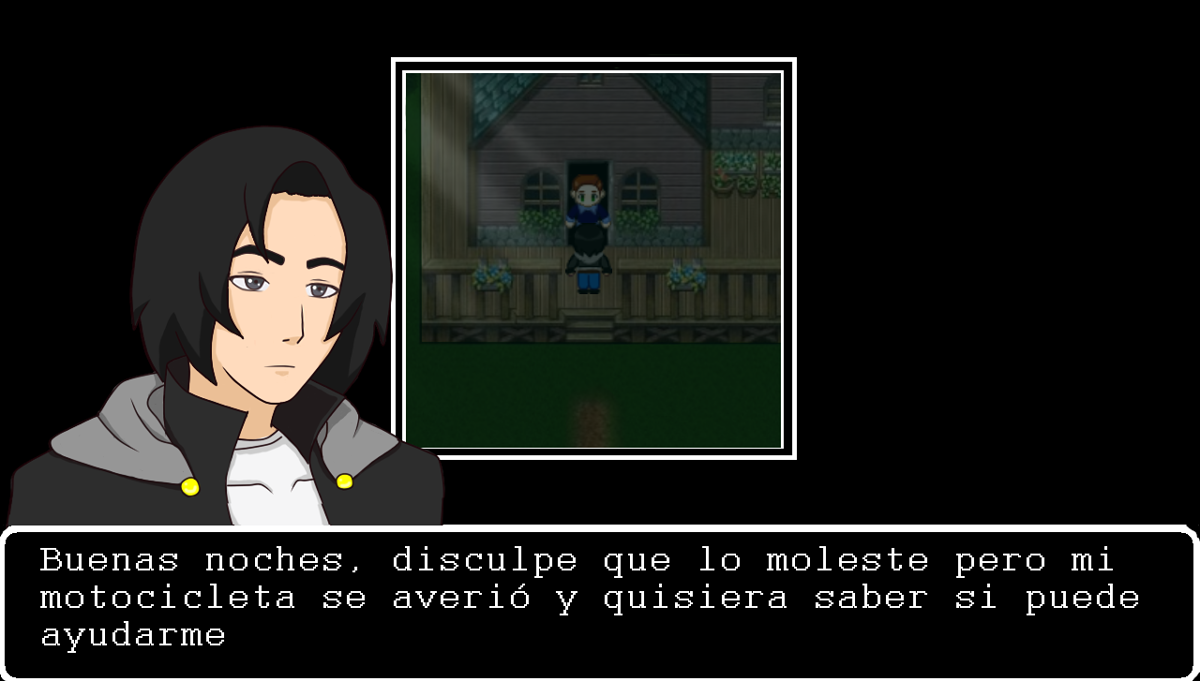 Buenas noches, disculpe que lo moleste pero mi
motocicleta se averió y quisiera saber si puede
ayudarme